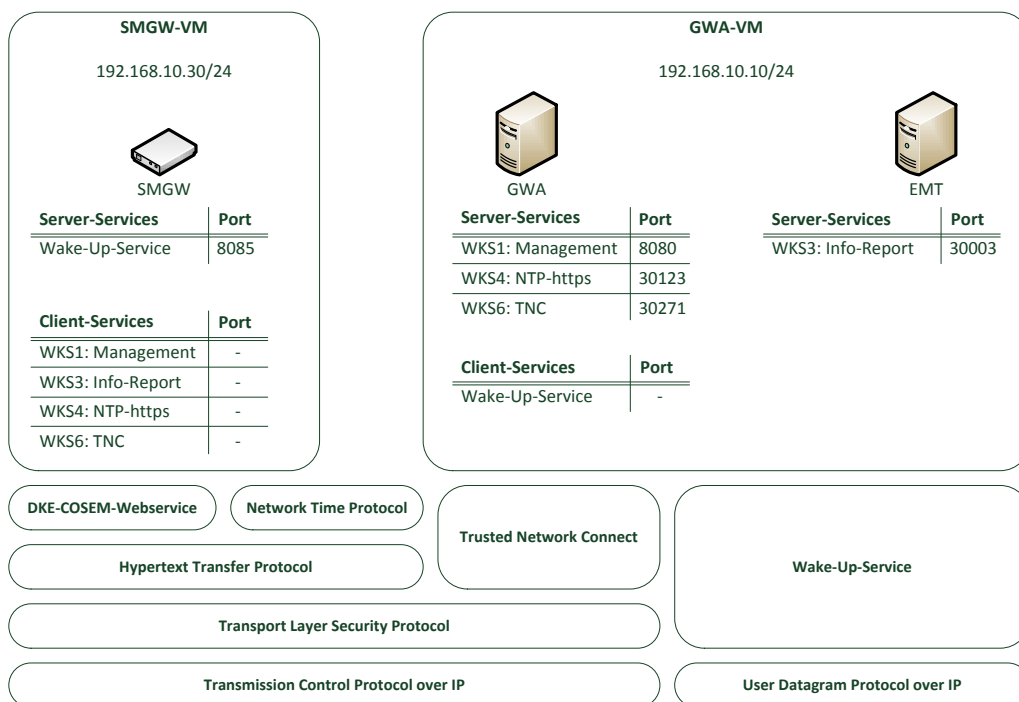 SMGW-VM
192.168.10.30/24
SMGW
Server-Services Port
Wake-Up-Service 8085
Client-Services Port
WKS1: Management -
WKS3: Info-Report -
WKS4: NTP-https -
WKS6: TNC -
GWA-VM
192.168.10.10/24
GWA
Server-Services Port
WKS1: Management 8080
WKS4: NTP-https 30123
WKS6: TNC 30271
Client-Services Port
Wake-Up-Service -
EMT
Server-Services Port
WKS3: Info-Report 30003
DKE-COSEM-Webservice
Network Time Protocol
Trusted Network Connect
Wake-Up-Service
Hypertext Transfer Protocol
Transport Layer Security Protocol
Transmission Control Protocol over IP
User Datagram Protocol over IP